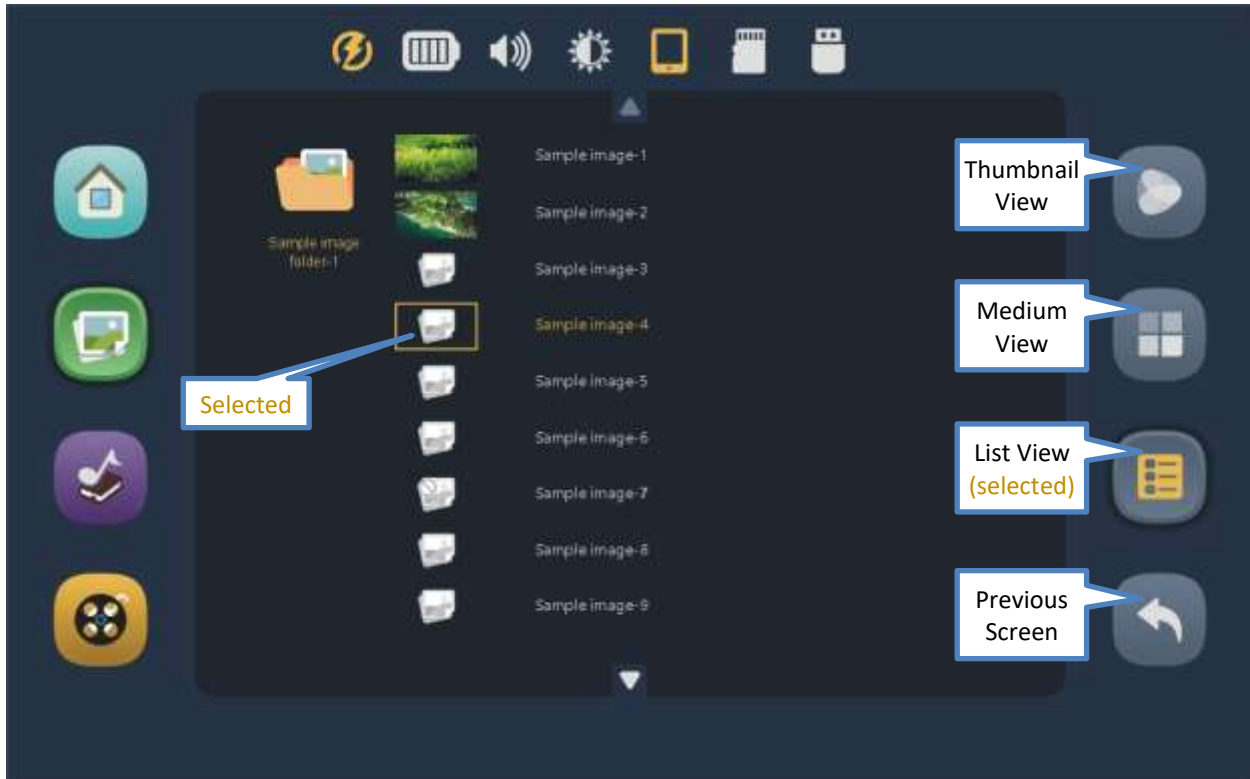 Sample image-1
Thumbnail
View
Sample image-2
Sample image
folder-1
Sample image-3
Sample image-4
Medium
View
Sample image-5
Selected
Sample image-6
List View
(selected)
Sample image-7
Sample image-8
Sample image-9
Previous
Screen